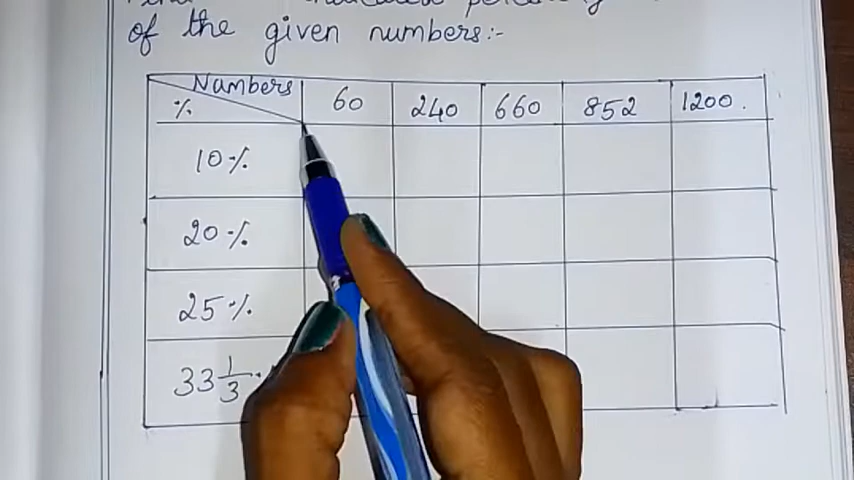 of the given numbers:-
Numbers
% 60 240 660 852 1200.
10%
20%
25%
33 1/3